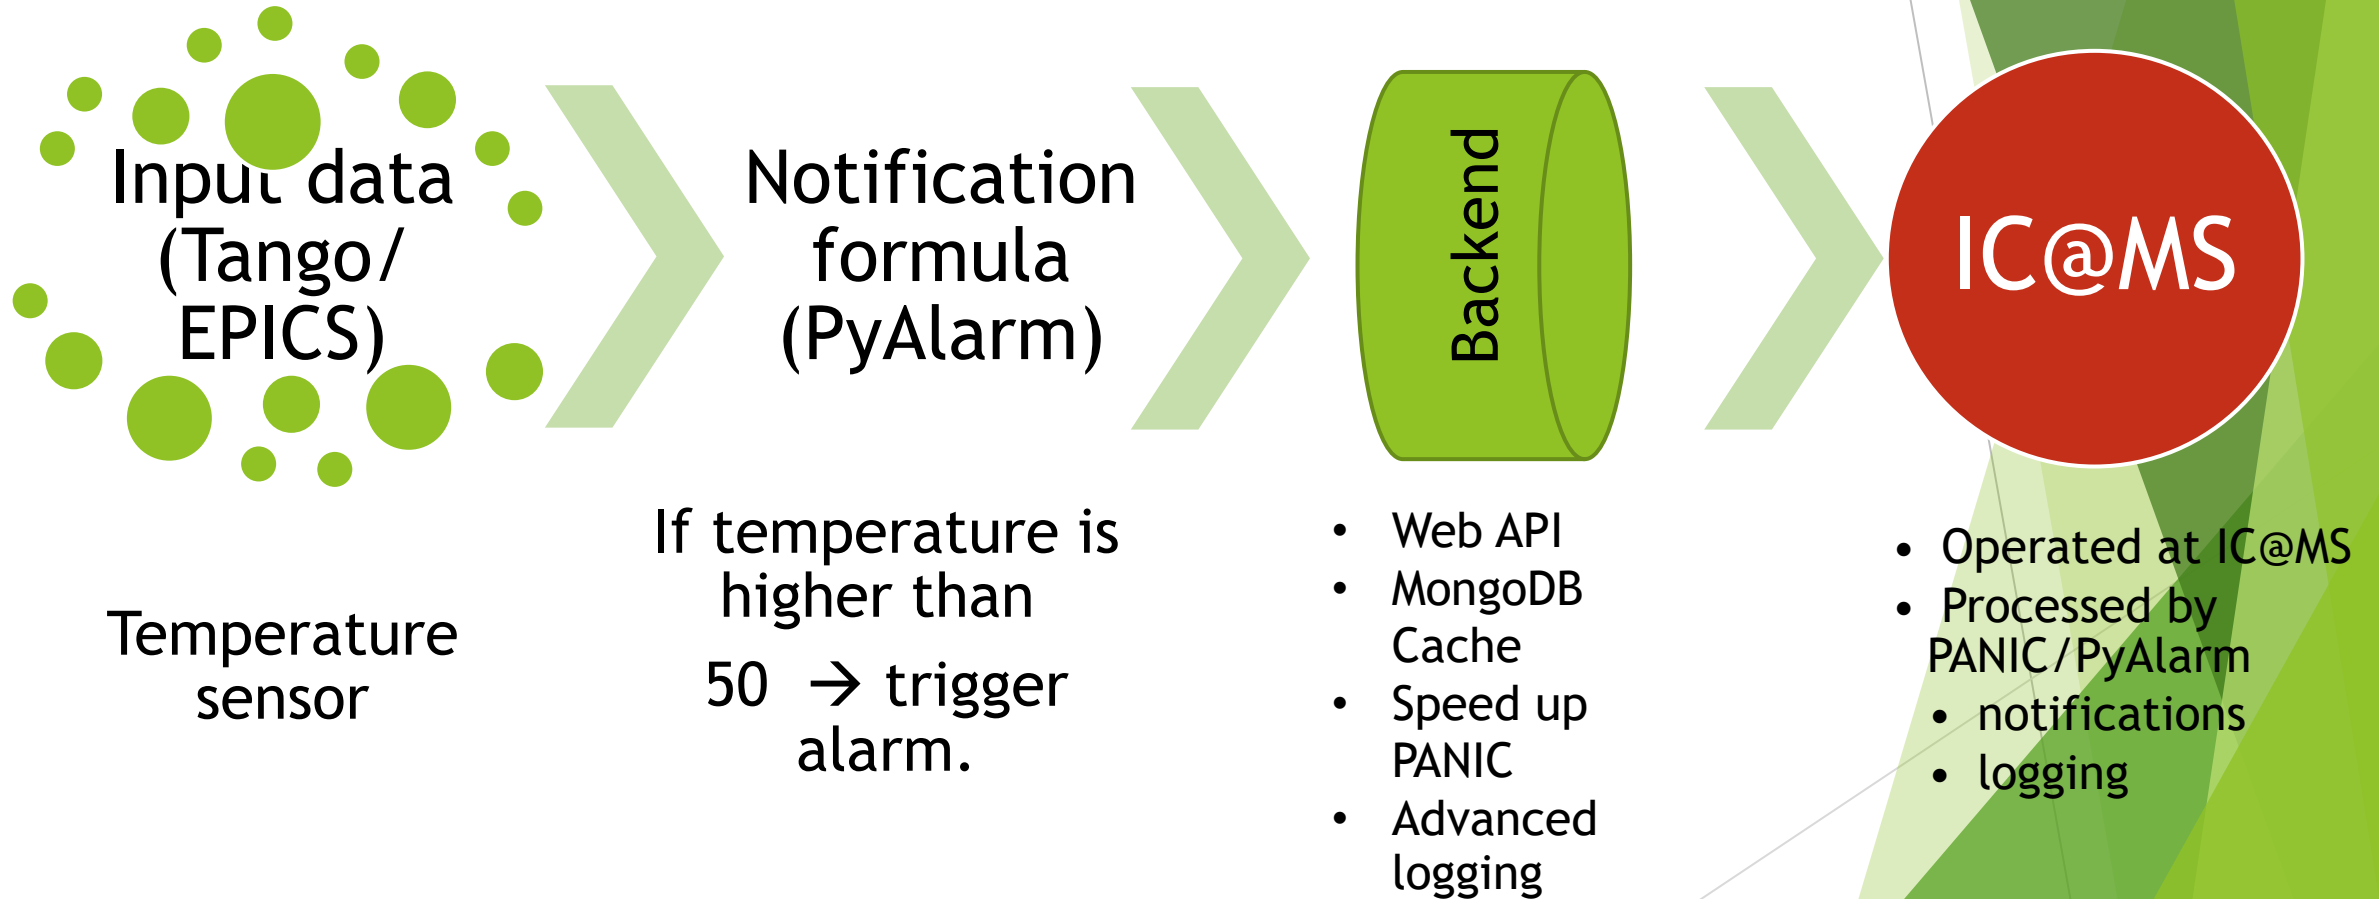 Input data
(Tango/
EPICS)
Temperature
sensor
Notification
formula
(PyAlarm)
If temperature is
higher than
50 → trigger
alarm.
Backend
• Web API
• MongoDB
Cache
• Speed up
PANIC
• Advanced
logging
IC@MS
• Operated at IC@MS
• Processed by
PANIC/PyAlarm
• notifications
• logging